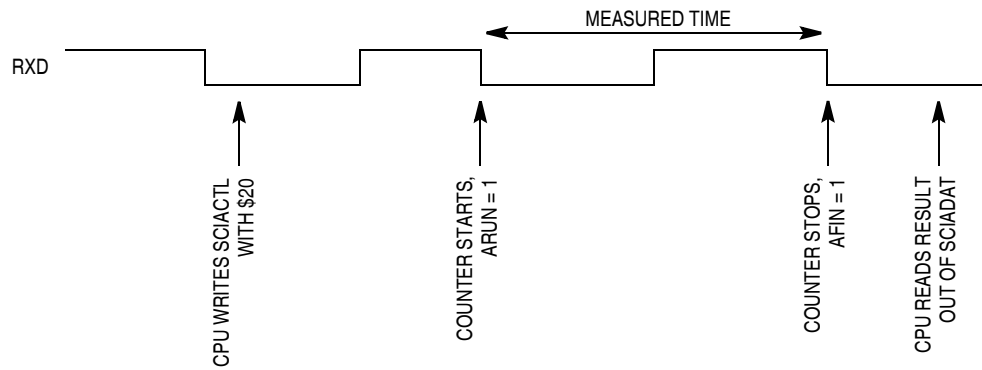 MEASURED TIME
RXD
CPU WRITES SCIACTL
WITH $20
COUNTER STARTS,
ARUN = 1
COUNTER STOPS,
AFIN = 1
CPU READS RESULT
OUT OF SCIADAT